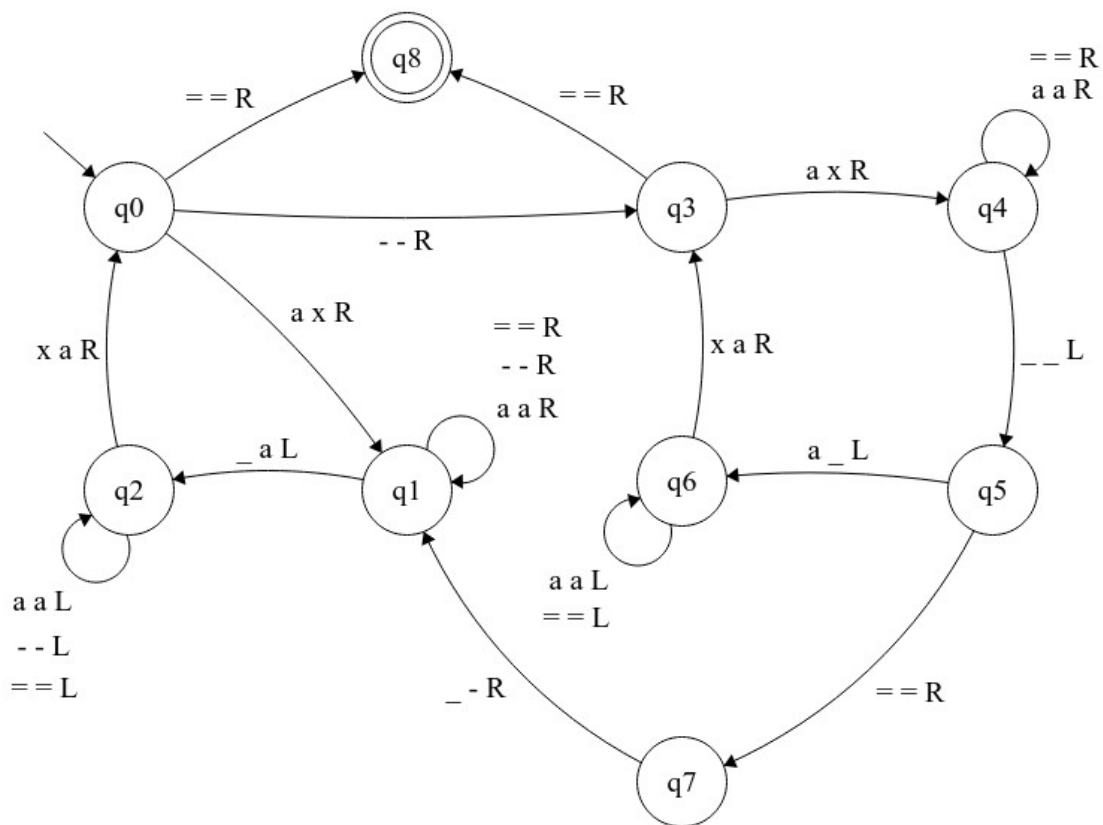 q8
= = R
= = R
= = R
a a R
q0
q3
a x R
q4
- - R
a x R
= = R
- - R
a a R
x a R
x a R
_ _ L
_ a L
a _ L
q2
q1
q6
q5
a a L
- - L
= = L
a a L
= = L
_ - R
= = R
q7